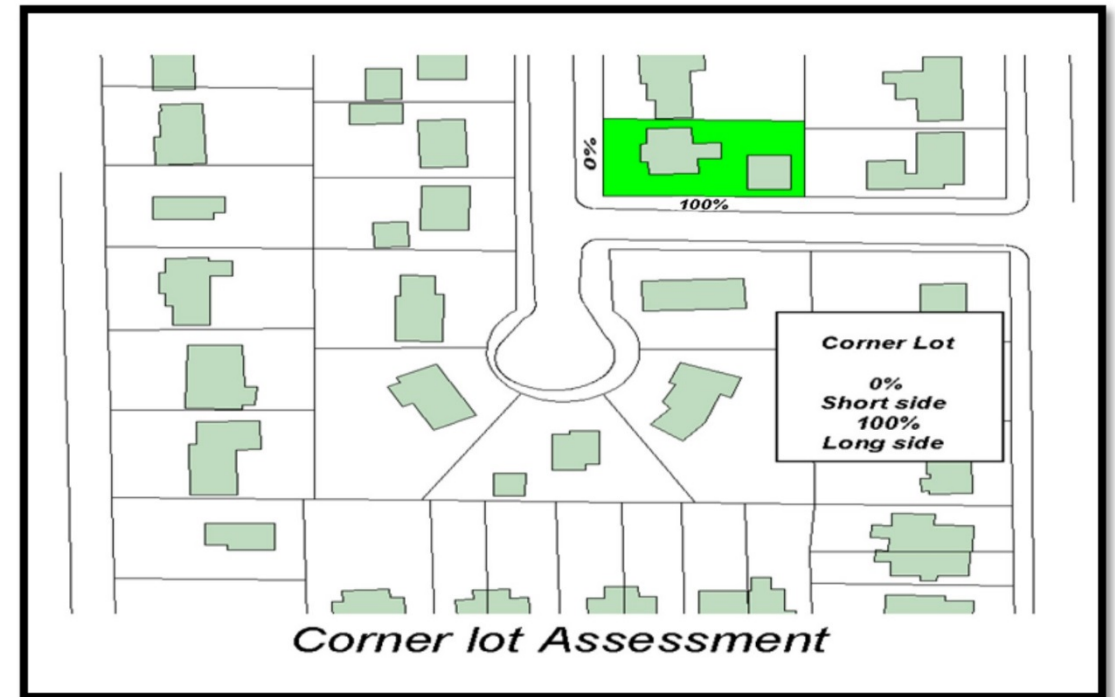 0%
100%
Corner Lot
0%
Short side
100%
Long side
Corner lot Assessment